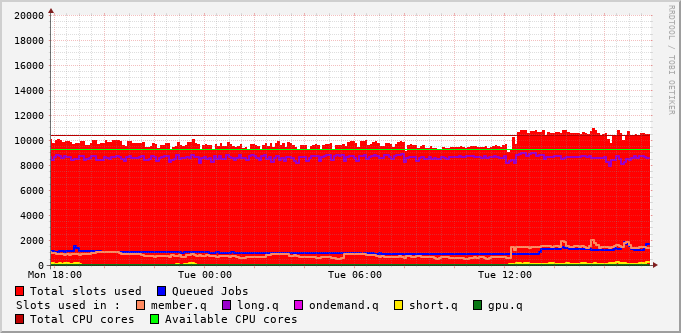 20000
18000
16000
14000
12000
10000
8000
6000
4000
2000
0
Mon 18:00 Tue 00:00 Tue 06:00 Tue 12:00
Total slots used Queued Jobs
Slots used in : member.q long.q ondemand.q short.q gpu.q
Total CPU cores Available CPU cores
RRDTOOL / TOBI OETIKER